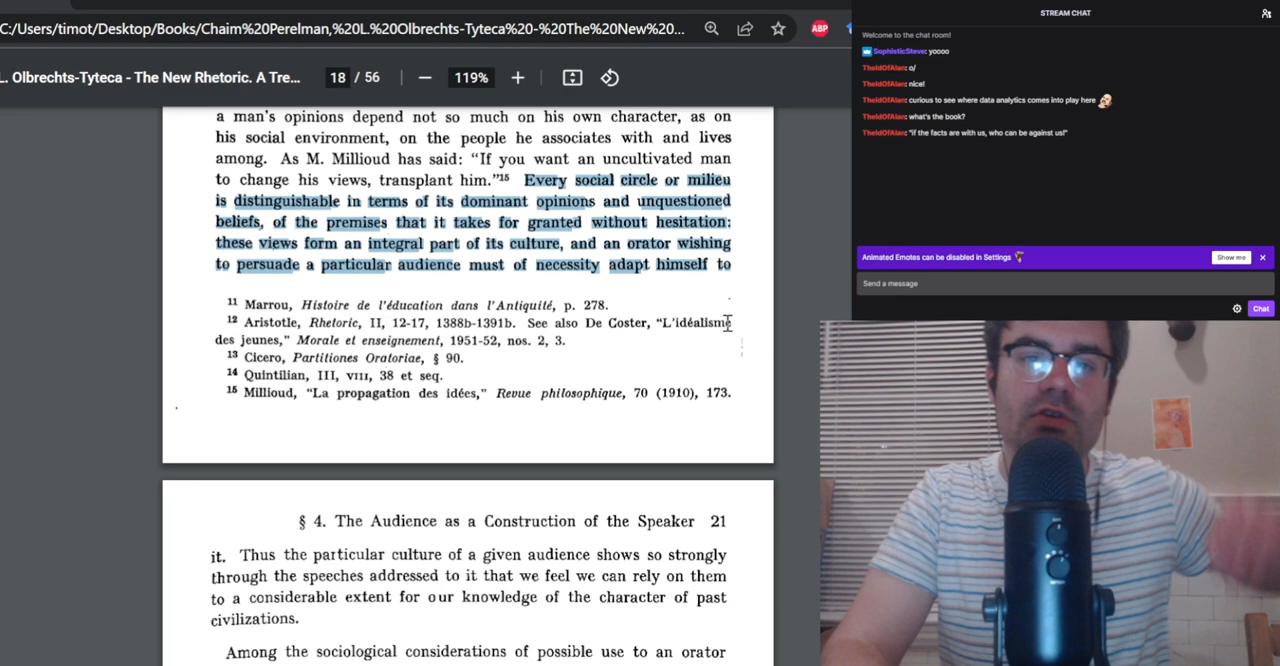 C:/Users/timot/Desktop/Books/Chaim%20Perelman,%20L.%20Olbrechts-Tyteca%20-%20The%20New%20...
ABP
L. Olbrechts-Tyteca - The New Rhetoric. A Tre...
18 / 56
119%
a man's opinions depend not so much on his own character, as on
his social environment, on the people he associates with and lives
among. As M. Millioud has said: “If you want an uncultivated man
to change his views, transplant him.”15 Every social circle or milieu
is distinguishable in terms of its dominant opinions and unquestioned
beliefs, of the premises that it takes for granted without hesitation:
these views form an integral part of its culture, and an orator wishing
to persuade a particular audience must of necessity adapt himself to
11 Marrou, Histoire de l'éducation dans l'Antiquité, p. 278.
12 Aristotle, Rhetoric, II, 12-17, 1388b-1391b. See also De Coster, “L'idéalisme
des jeunes,” Morale et enseignement, 1951-52, nos. 2, 3.
13 Cicero, Partitiones Oratoriae, § 90.
14 Quintilian, III, VIII, 38 et seq.
15 Millioud, “La propagation des idées,” Revue philosophique, 70 (1910), 173.
§ 4. The Audience as a Construction of the Speaker 21
it. Thus the particular culture of a given audience shows so strongly
through the speeches addressed to it that we feel we can rely on them
to a considerable extent for our knowledge of the character of past
civilizations.
Among the sociological considerations of possible use to an orator
STREAM CHAT
Welcome to the chat room!
SophisticSteve: yoooo
TheIdOfAlan: o/
TheIdOfAlan: nice!
TheIdOfAlan: curious to see where data analytics comes into play here
TheIdOfAlan: what's the book?
TheIdOfAlan: "if the facts are with us, who can be against us!"
Animated Emotes can be disabled in Settings
Show me
Send a message
Chat